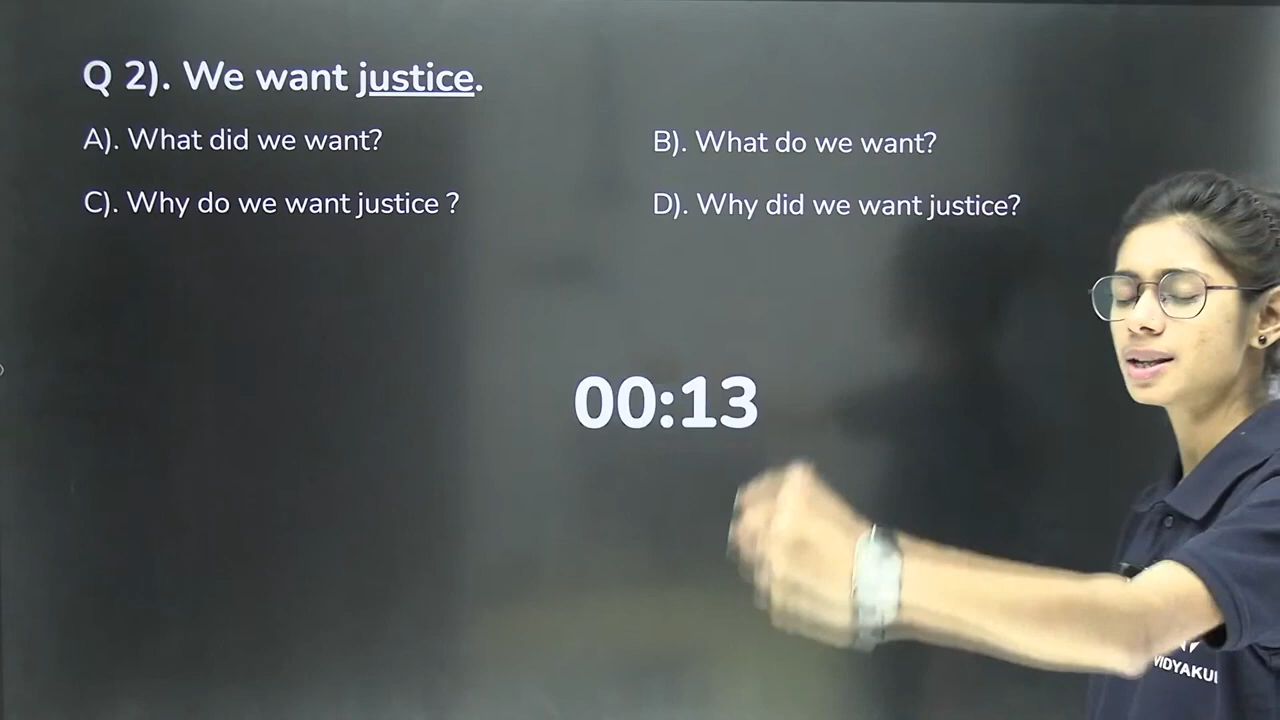 Q 2). We want justice.
A). What did we want?
B). What do we want?
C). Why do we want justice ?
D). Why did we want justice?
00:13
VIDYAKUL